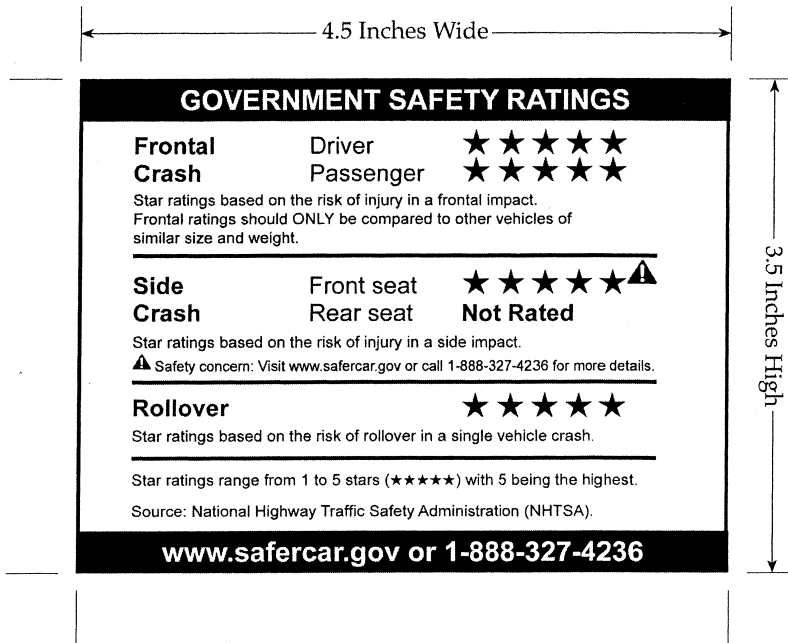 4.5 Inches Wide
GOVERNMENT SAFETY RATINGS
Frontal Driver ★★★★★
Crash Passenger ★★★★★
Star ratings based on the risk of injury in a frontal impact.
Frontal ratings should ONLY be compared to other vehicles of
similar size and weight.
Side Front seat ★★★★★⚠
Crash Rear seat Not Rated
Star ratings based on the risk of injury in a side impact.
⚠ Safety concern: Visit www.safercar.gov or call 1-888-327-4236 for more details.
Rollover ★★★★★
Star ratings based on the risk of rollover in a single vehicle crash.
Star ratings range from 1 to 5 stars (★★★★★) with 5 being the highest.
Source: National Highway Traffic Safety Administration (NHTSA).
www.safercar.gov or 1-888-327-4236
3.5 Inches High